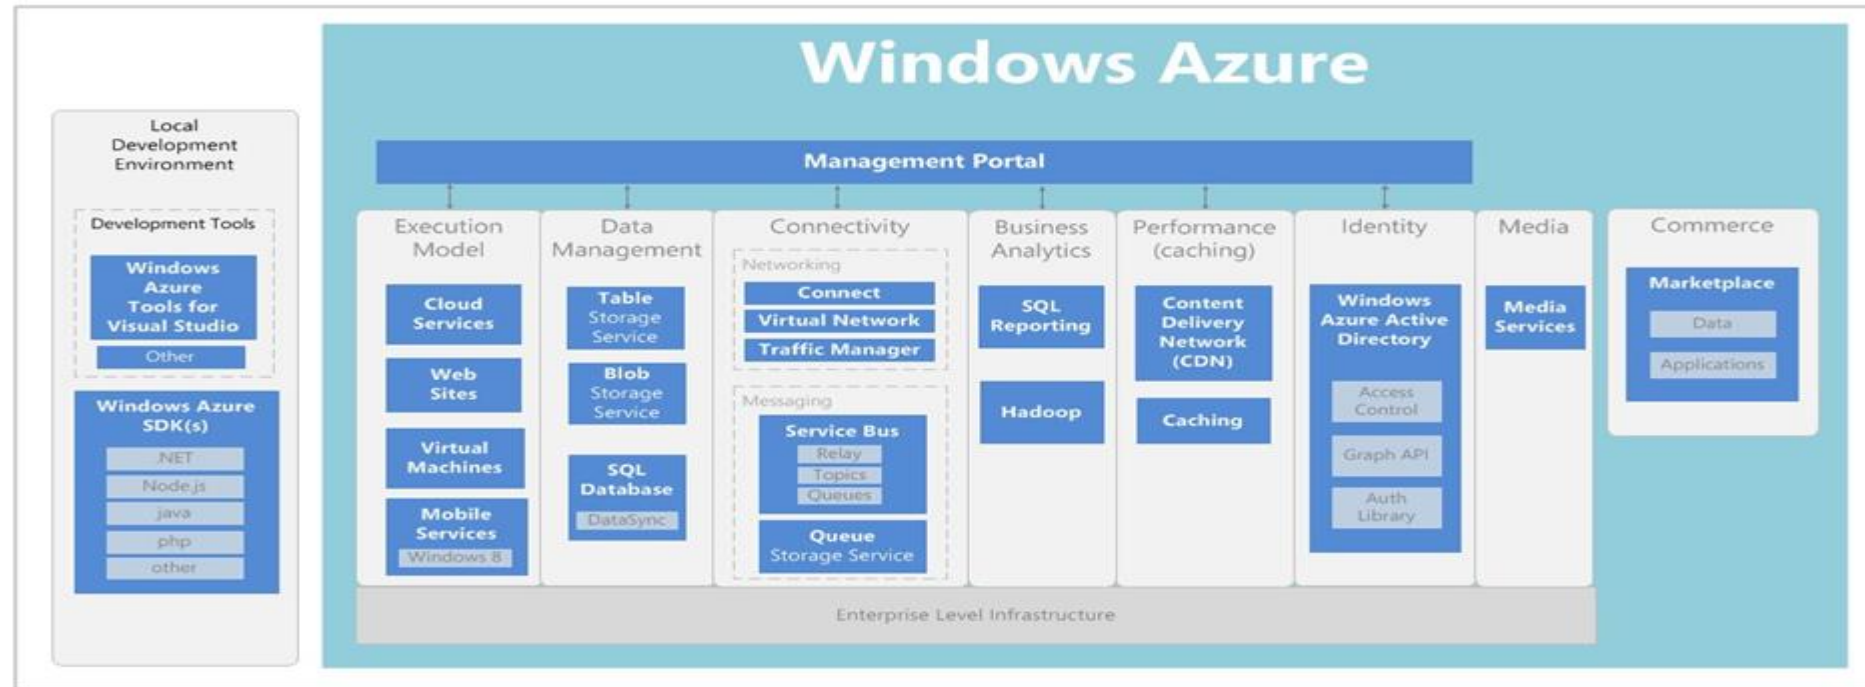 Windows Azure
Local
Development
Environment
Development Tools
Windows
Azure
Tools for
Visual Studio
Other
Windows Azure
SDK(s)
.NET
Node.js
java
php
other
Management Portal
Execution
Model
Cloud
Services
Web
Sites
Virtual
Machines
Mobile
Services
Windows 8
Data
Management
Table
Storage
Service
Blob
Storage
Service
SQL
Database
DataSync
Connectivity
Networking
Connect
Virtual Network
Traffic Manager
Messaging
Service Bus
Relay
Topics
Queues
Queue
Storage Service
Business
Analytics
SQL
Reporting
Hadoop
Performance
(caching)
Content
Delivery
Network
(CDN)
Caching
Identity
Windows
Azure Active
Directory
Access
Control
Graph API
Auth
Library
Media
Media
Services
Commerce
Marketplace
Data
Applications
Enterprise Level Infrastructure